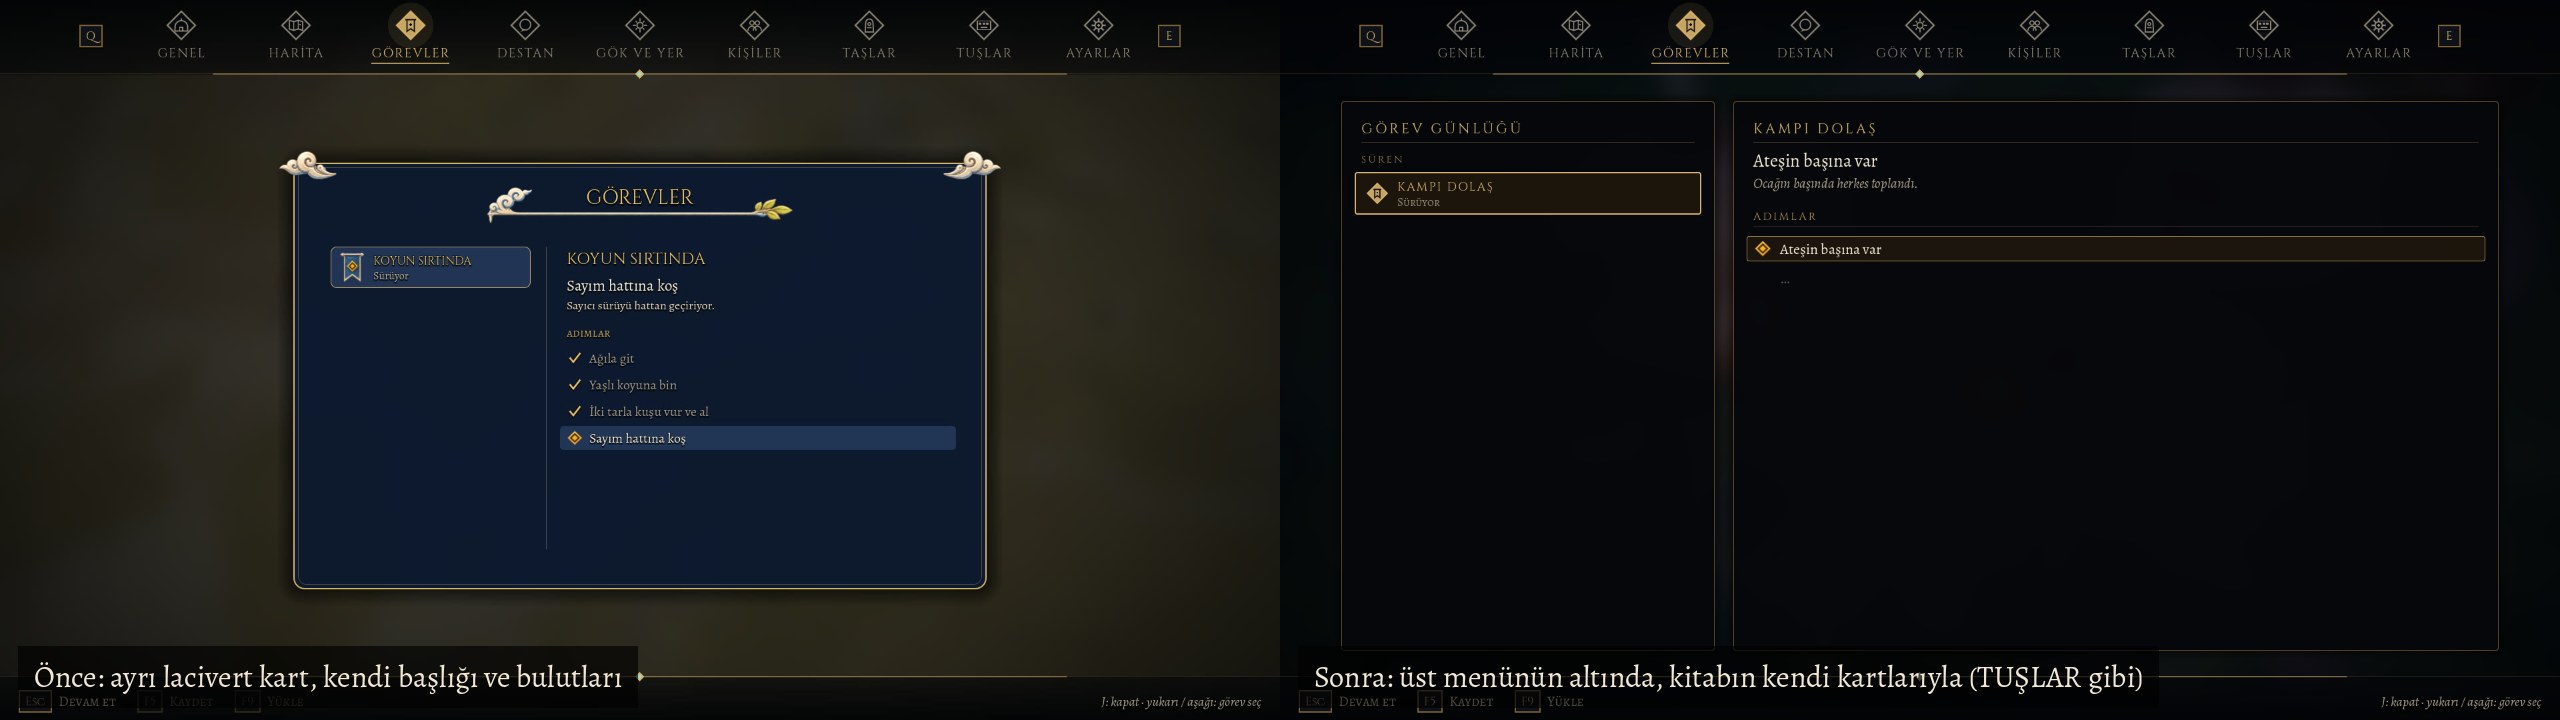 Q GENEL HARİTA GÖREVLER DESTAN GÖK VE YER KİŞİLER TAŞLAR TUŞLAR AYARLAR E
GÖREVLER
KOYUN SIRTINDA
Sürüyor
KOYUN SIRTINDA
Sayım hattına koş
Sayıcı sürüyü hattan geçiriyor.
ADIMLAR
Ağıla git
Yaşlı koyuna bin
İki tarla kuşu vur ve al
Sayım hattına koş
Önce: ayrı lacivert kart, kendi başlığı ve bulutları
ESC DEVAM ET F5 KAYDET F9 YÜKLE
J: kapat · yukarı / aşağı: görev seç
Q GENEL HARİTA GÖREVLER DESTAN GÖK VE YER KİŞİLER TAŞLAR TUŞLAR AYARLAR E
GÖREV GÜNLÜĞÜ
SÜREN
KAMPI DOLAŞ
SÜRÜYOR
KAMPI DOLAŞ
Ateşin başına var
Ocağın başında herkes toplandı.
ADIMLAR
Ateşin başına var
...
Sonra: üst menünün altında, kitabın kendi kartlarıyla (TUŞLAR gibi)
ESC DEVAM ET F5 KAYDET F9 YÜKLE
J: kapat · yukarı / aşağı: görev seç